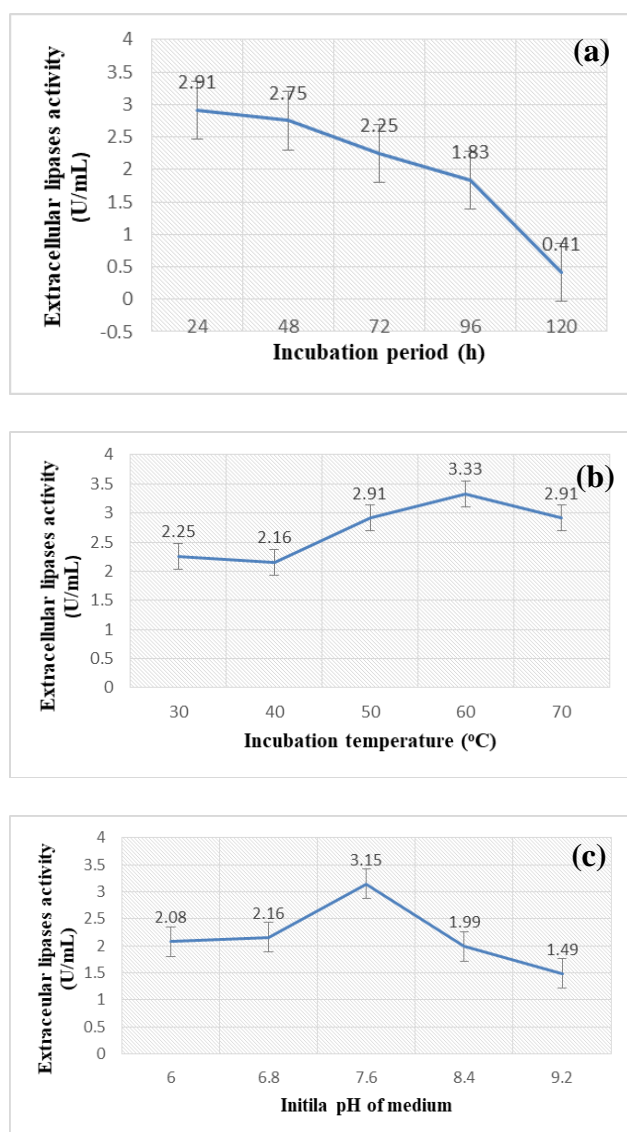 (a)
4
3.5
3
2.5
2
1.5
1
0.5
0
-0.5
Extracellular lipases activity
(U/mL)
2.91
2.75
2.25
1.83
0.41
24 48 72 96 120
Incubation period (h)
(b)
4
3.5
3
2.5
2
1.5
1
0.5
0
Extracellular lipases activity
(U/mL)
2.25
2.16
2.91
3.33
2.91
30 40 50 60 70
Incubation temperature (°C)
(c)
4
3.5
3
2.5
2
1.5
1
0.5
0
Extraceular lipases activity
(U/mL)
2.08
2.16
3.15
1.99
1.49
6 6.8 7.6 8.4 9.2
Initila pH of medium